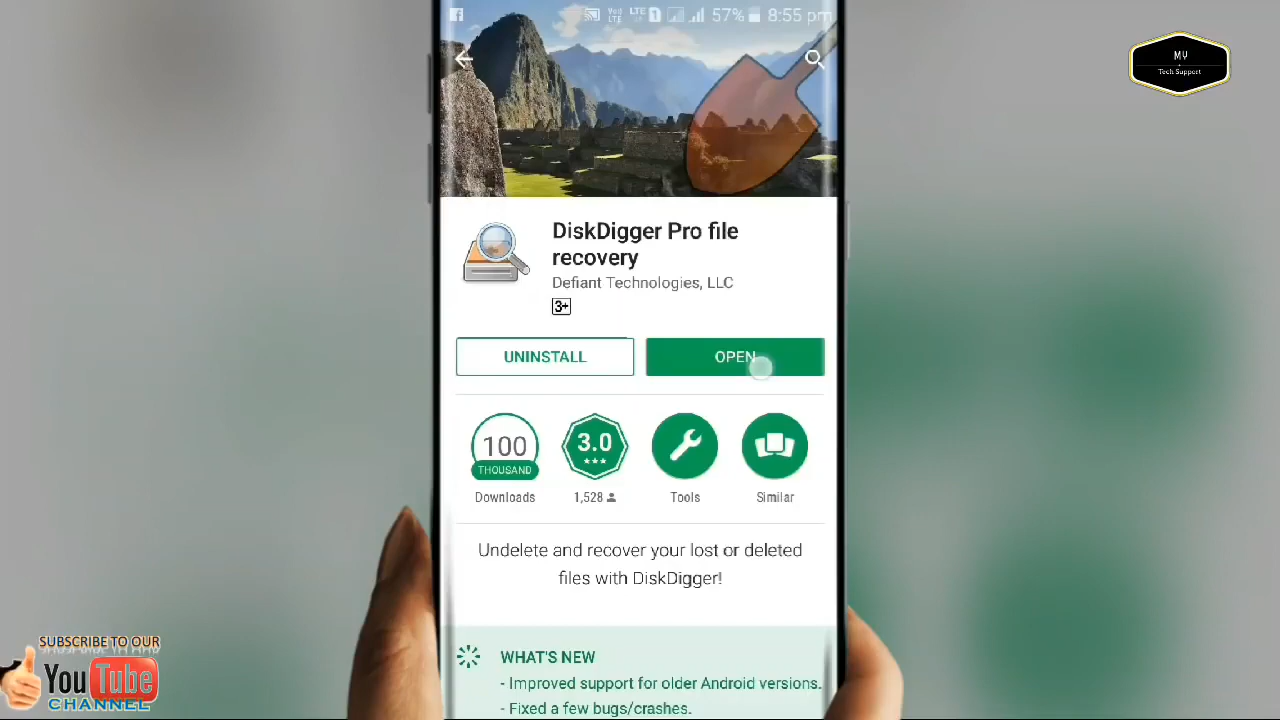 57% 8:55 pm
MY
Tech Support
DiskDigger Pro file
recovery
Defiant Technologies, LLC
3+
UNINSTALL
OPEN
100
THOUSAND
3.0
Downloads
1,528
Tools
Similar
Undelete and recover your lost or deleted
files with DiskDigger!
WHAT'S NEW
- Improved support for older Android versions.
- Fixed a few bugs/crashes.
SUBSCRIBE TO OUR
YouTube
CHANNEL